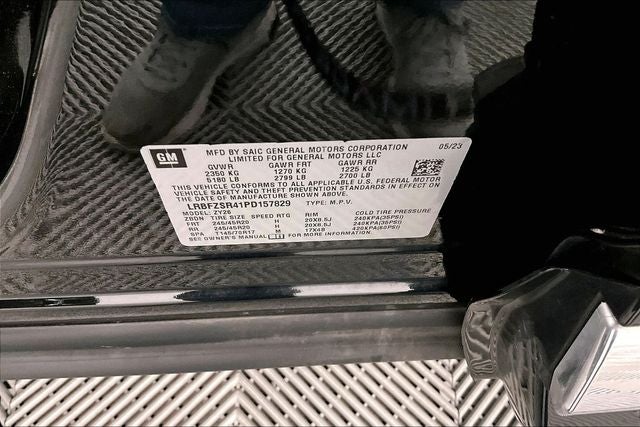 GM
MFD BY SAIC GENERAL MOTORS CORPORATION 05/23
LIMITED FOR GENERAL MOTORS LLC
GVWR GAWR FRT GAWR RR
2350 KG 1270 KG 1225 KG
5180 LB 2799 LB 2700 LB
THIS VEHICLE CONFORMS TO ALL APPLICABLE U.S. FEDERAL MOTOR
VEHICLE SAFETY AND THEFT PREVENTION STANDARDS IN EFFECT ON
THE DATE OF MANUFACTURE SHOWN ABOVE.
LRBFZSR41PD157829 TYPE: M.P.V.
MODEL: ZY26
ZBDN TIRE SIZE SPEED RTG RIM COLD TIRE PRESSURE
FRT 245/45R20 H 20X8.5J 240KPA(35PSI)
RR 245/45R20 H 20X8.5J 240KPA(35PSI)
SPA T145/70R17 M 17X4B 420KPA(60PSI)
SEE OWNER'S MANUAL FOR MORE INFORMATION.